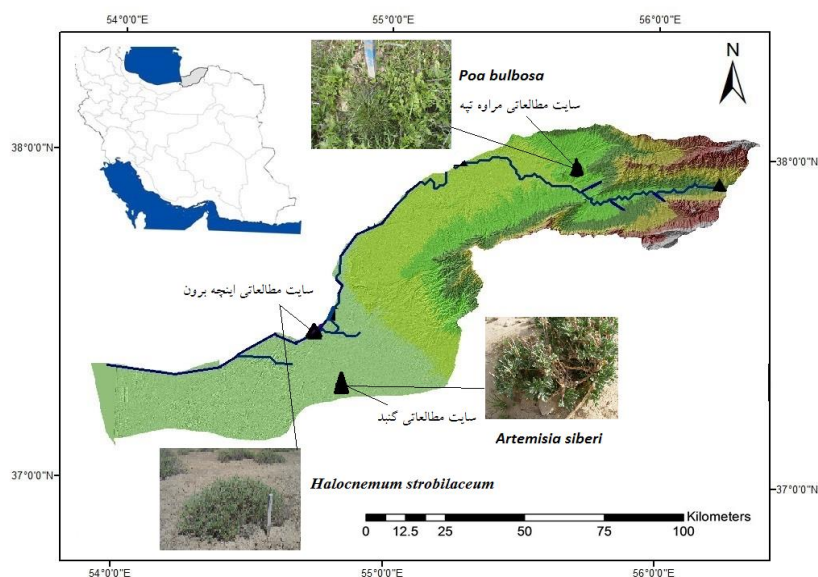 54°0'0"E
55°0'0"E
56°0'0"E
N
Poa bulbosa
سایت مطالعاتی مراوه تپه
38°0'0"N
38°0'0"N
سایت مطالعاتی اینچه برون
سایت مطالعاتی گنبد
Artemisia siberi
37°0'0"N
37°0'0"N
Halocnemum strobilaceum
Kilometers
0 12.5 25 50 75 100
54°0'0"E
55°0'0"E
56°0'0"E